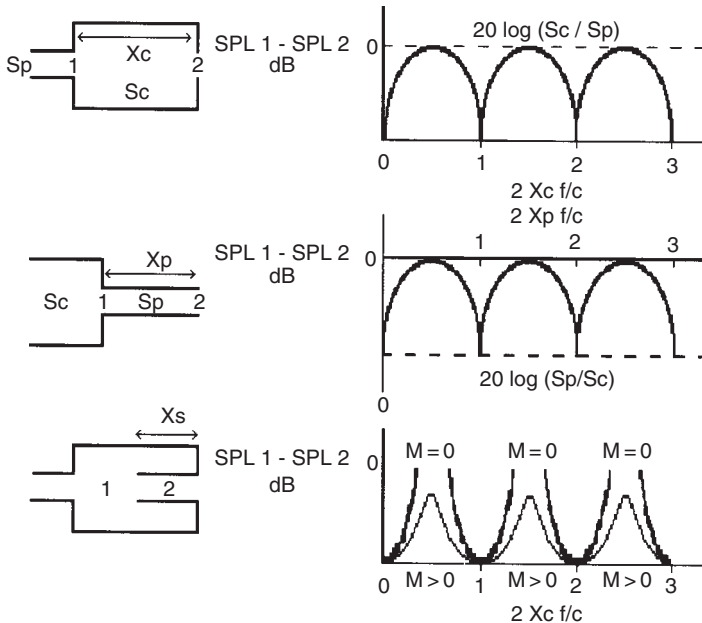 Sp 1 Xc 2
Sc
SPL 1 - SPL 2
dB
0
20 log (Sc / Sp)
0 1 2 3
2 Xc f/c
2 Xp f/c
Xp
Sc 1 Sp 2
SPL 1 - SPL 2
dB
0
1 2 3
20 log (Sp/Sc)
0
Xs
1 2
SPL 1 - SPL 2
dB
0
M = 0 M = 0 M = 0
M > 0 M > 0 M > 0
0 1 2 3
2 Xc f/c